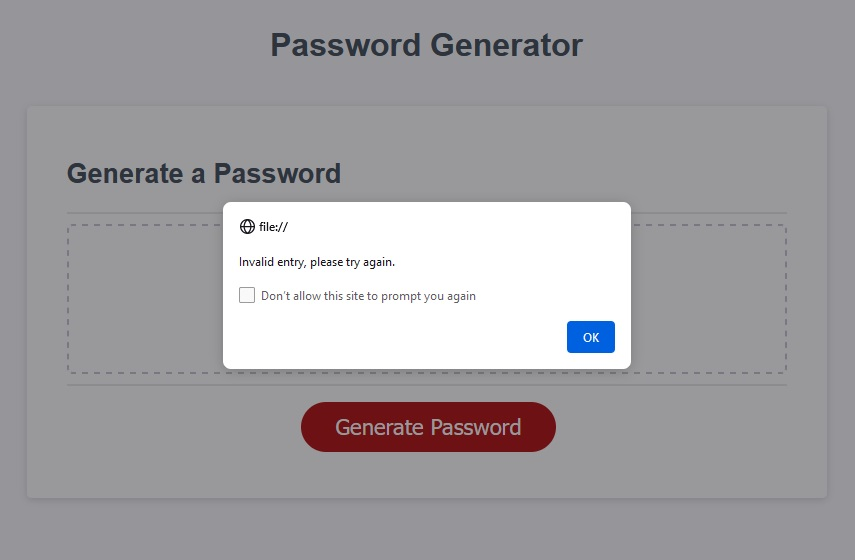 Password Generator
Generate a Password
file://
Invalid entry, please try again.
Don't allow this site to prompt you again
OK
Generate Password